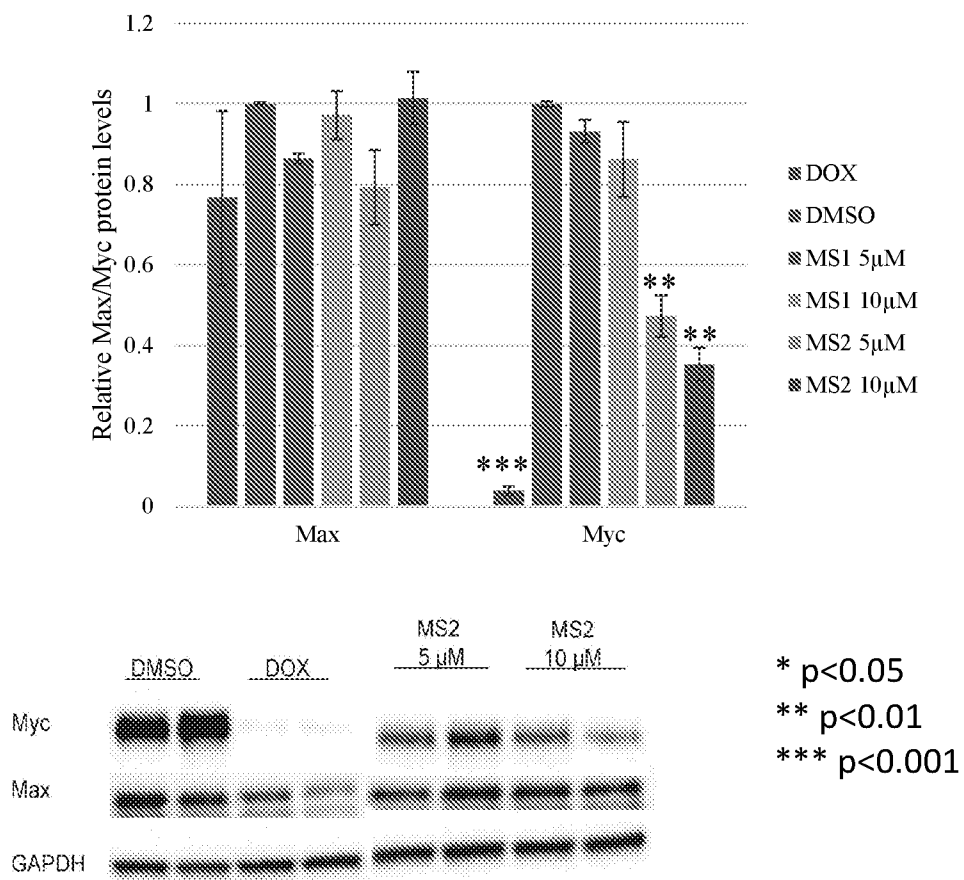 1.2
1
0.8
0.6
0.4
0.2
0
Relative Max/Myc protein levels
***
**
**
Max
Myc
DOX
DMSO
MS1 5μM
MS1 10μM
MS2 5μM
MS2 10μM
DMSO
DOX
MS2
5 μM
MS2
10 μM
Myc
Max
GAPDH
* p<0.05
** p<0.01
*** p<0.001